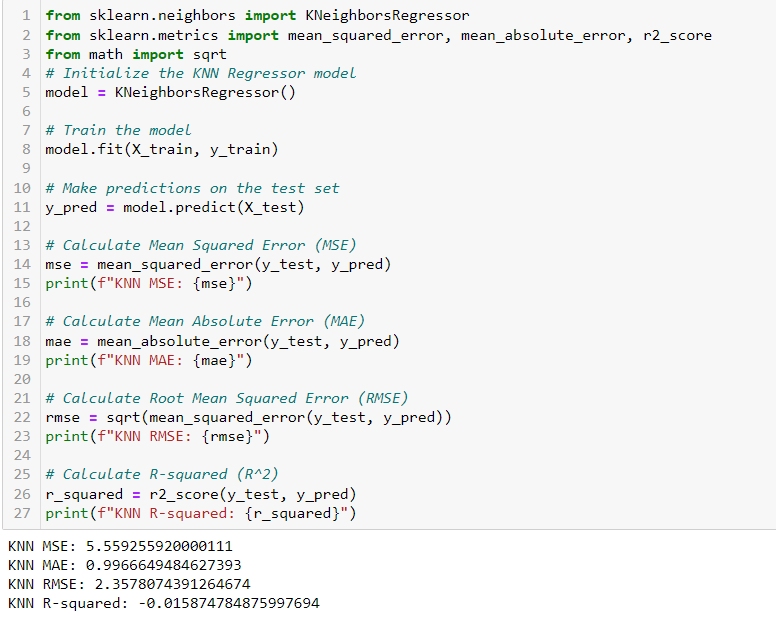 1 from sklearn.neighbors import KNeighborsRegressor
2 from sklearn.metrics import mean_squared_error, mean_absolute_error, r2_score
3 from math import sqrt
4 # Initialize the KNN Regressor model
5 model = KNeighborsRegressor()
6
7 # Train the model
8 model.fit(X_train, y_train)
9
10 # Make predictions on the test set
11 y_pred = model.predict(X_test)
12
13 # Calculate Mean Squared Error (MSE)
14 mse = mean_squared_error(y_test, y_pred)
15 print(f"KNN MSE: {mse}")
16
17 # Calculate Mean Absolute Error (MAE)
18 mae = mean_absolute_error(y_test, y_pred)
19 print(f"KNN MAE: {mae}")
20
21 # Calculate Root Mean Squared Error (RMSE)
22 rmse = sqrt(mean_squared_error(y_test, y_pred))
23 print(f"KNN RMSE: {rmse}")
24
25 # Calculate R-squared (R^2)
26 r_squared = r2_score(y_test, y_pred)
27 print(f"KNN R-squared: {r_squared}")
KNN MSE: 5.559255920000111
KNN MAE: 0.9966649484627393
KNN RMSE: 2.3578074391264674
KNN R-squared: -0.015874784875997694